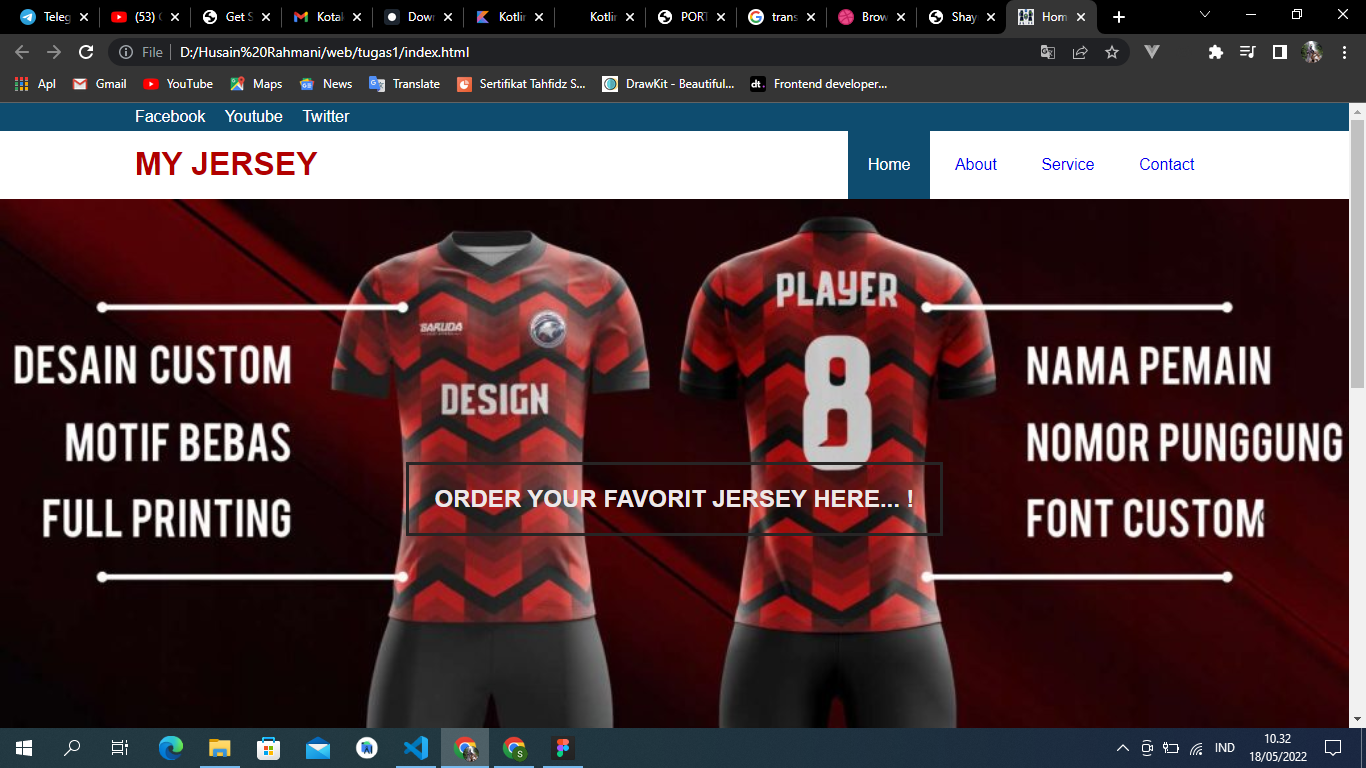 Teleg
(53)
Get S
Kotak
Down
Kotlin
Kotlin
PORT
trans
Brow
Shay
Hom
File
D:/Husain%20Rahmani/web/tugas1/index.html
Apl
Gmail
YouTube
Maps
News
Translate
Sertifikat Tahfidz S...
DrawKit - Beautiful...
dt.
Frontend developer...
Facebook Youtube Twitter
MY JERSEY
Home About Service Contact
PLAYER
8
GARUDA
DESIGN
DESAIN CUSTOM
MOTIF BEBAS
FULL PRINTING
NAMA PEMAIN
NOMOR PUNGGUNG
FONT CUSTOM
ORDER YOUR FAVORIT JERSEY HERE... !
S
IND
10.32
18/05/2022